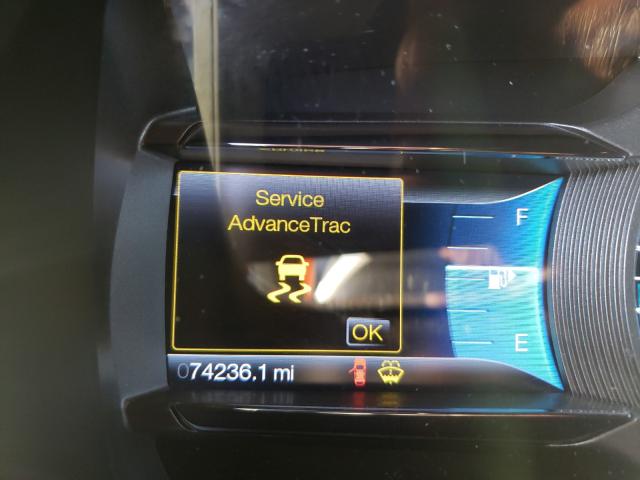 Service
AdvanceTrac
OK
F
E
074236.1 mi